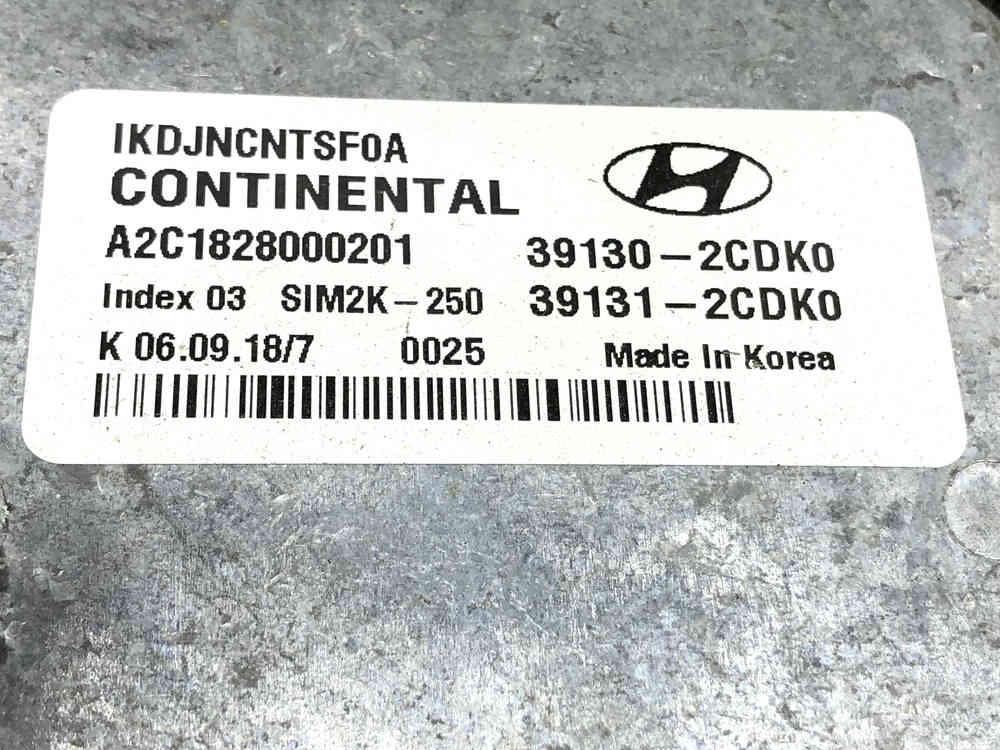 IKDJNCNTSF0A
CONTINENTAL
A2C1828000201 39130-2CDK0
Index 03 SIM2K-250 39131-2CDK0
K 06.09.18/7 0025 Made In Korea